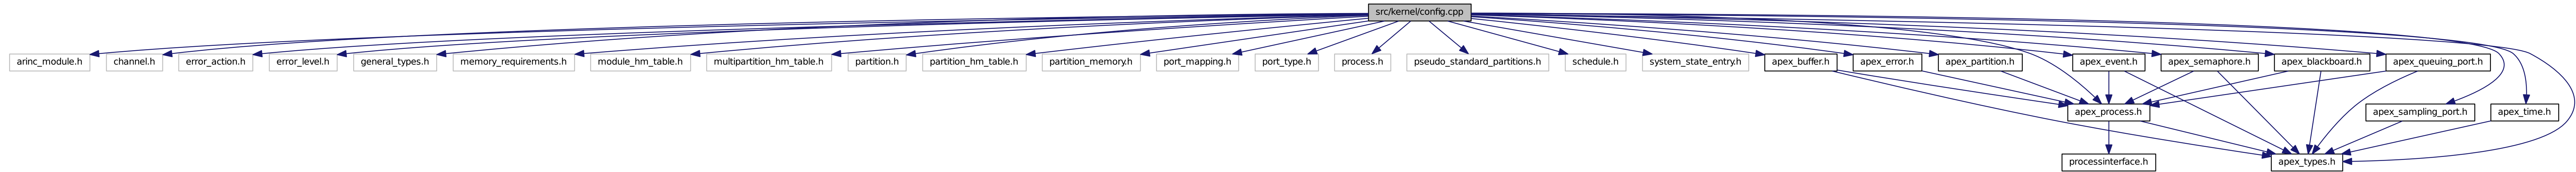 src/kernel/config.cpp
arinc_module.h
channel.h
error_action.h
error_level.h
general_types.h
memory_requirements.h
module_hm_table.h
multipartition_hm_table.h
partition.h
partition_hm_table.h
partition_memory.h
port_mapping.h
port_type.h
process.h
pseudo_standard_partitions.h
schedule.h
system_state_entry.h
apex_buffer.h
apex_error.h
apex_partition.h
apex_event.h
apex_semaphore.h
apex_blackboard.h
apex_queuing_port.h
apex_process.h
apex_sampling_port.h
apex_time.h
processinterface.h
apex_types.h